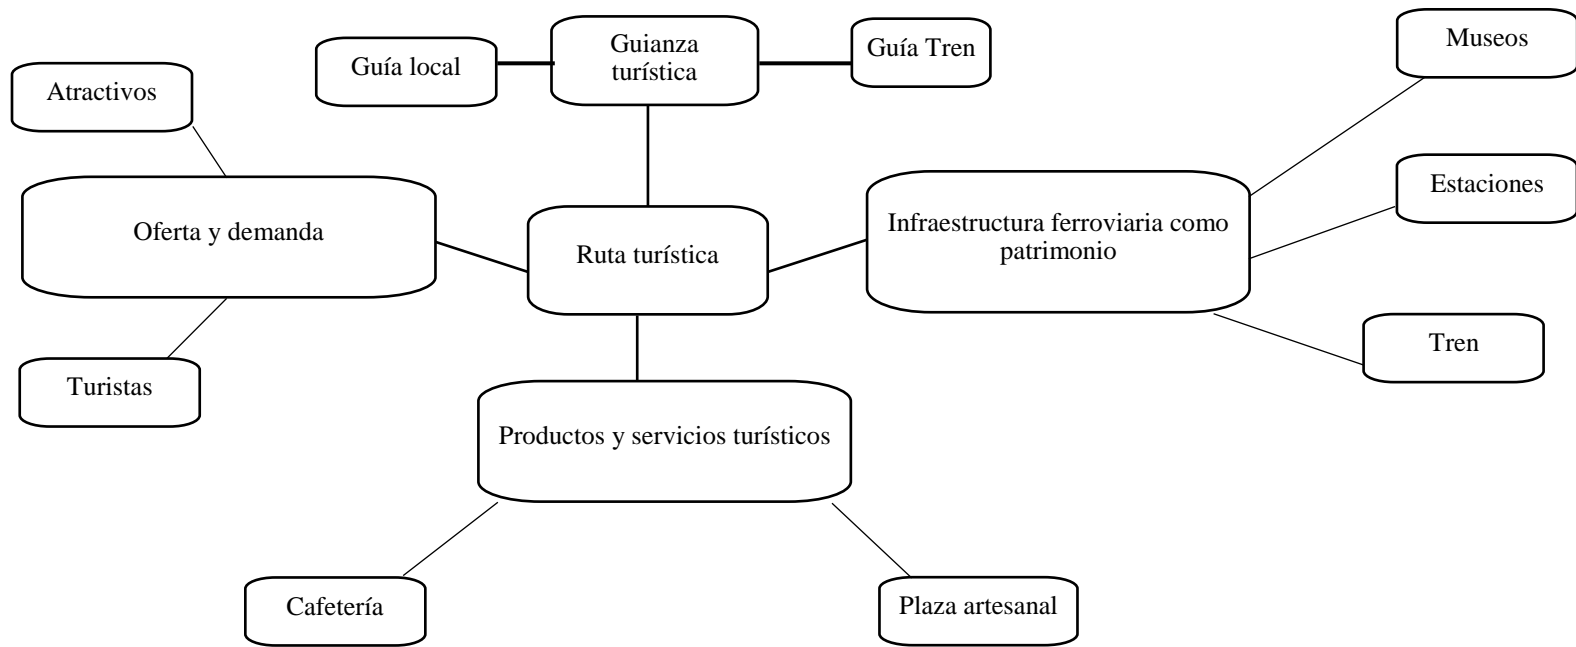 Museos
Guía local
Guianza
turística
Guía Tren
Atractivos
Estaciones
Oferta y demanda
Ruta turística
Infraestructura ferroviaria como
patrimonio
Tren
Turistas
Productos y servicios turísticos
Cafetería
Plaza artesanal